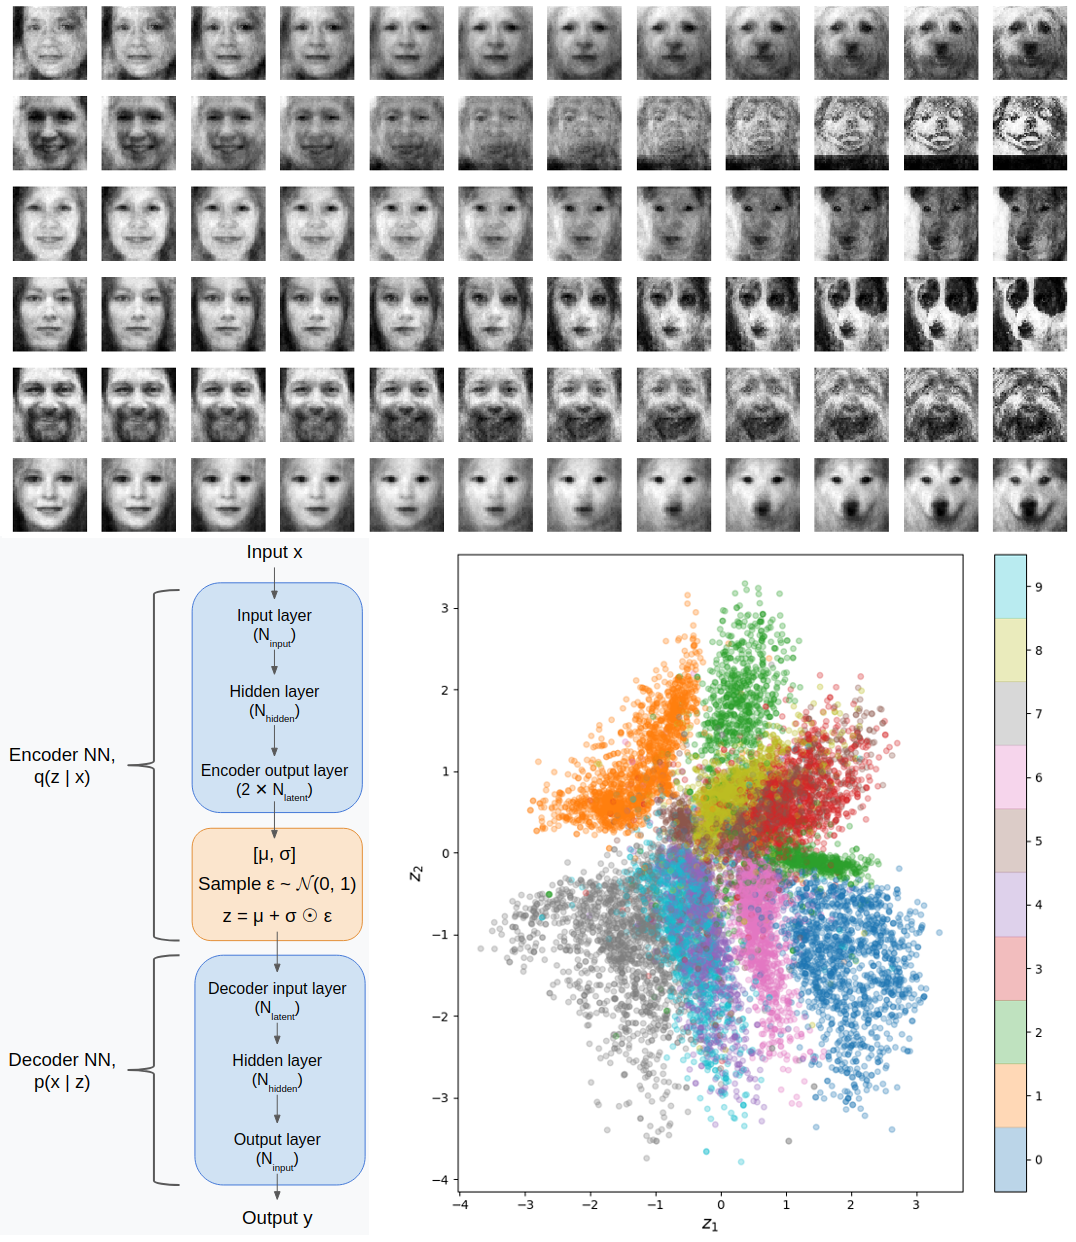 Input x
Input layer
(N_input)
Hidden layer
(N_hidden)
Encoder output layer
(2 ✕ N_latent)
Encoder NN,
q(z | x)
[μ, σ]
Sample ε ~ 𝒩(0, 1)
z = μ + σ ☉ ε
Decoder input layer
(N_latent)
Hidden layer
(N_hidden)
Decoder NN,
p(x | z)
Output layer
(N_input)
Output y
3
2
1
0
−1
−2
−3
−4
z₂
−4 −3 −2 −1 0 1 2 3
z₁
9
8
7
6
5
4
3
2
1
0